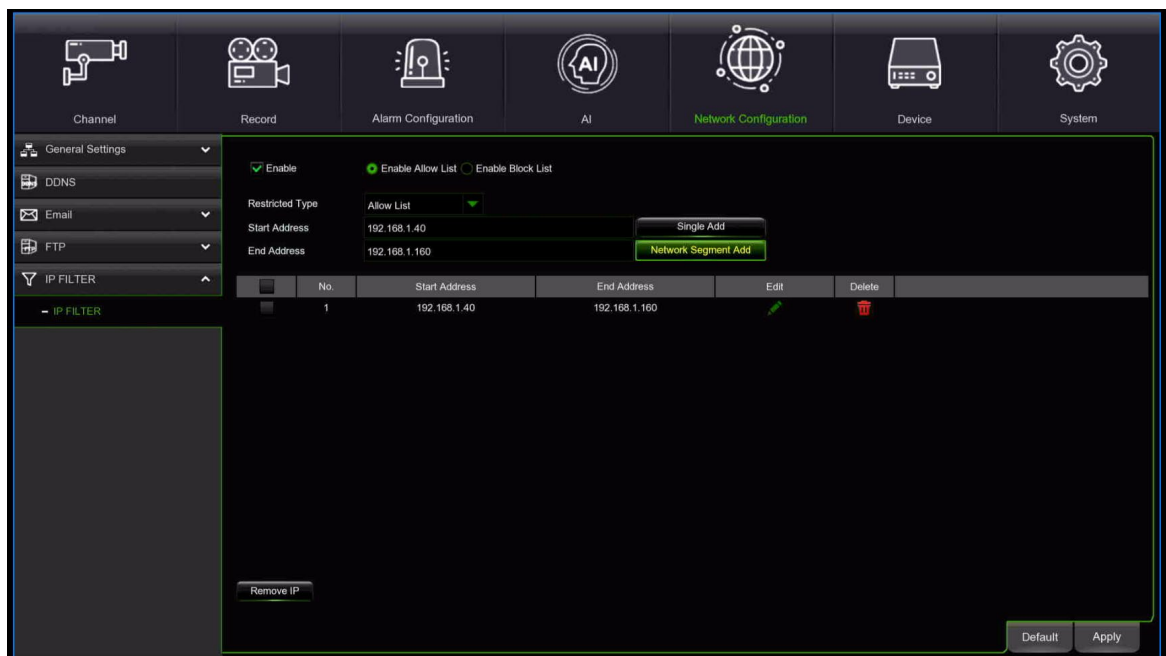 Channel Record Alarm Configuration AI Network Configuration Device System
General Settings
DDNS
Email
FTP
IP FILTER
– IP FILTER
Enable Enable Allow List Enable Block List
Restricted Type Allow List
Start Address 192.168.1.40 Single Add
End Address 192.168.1.160 Network Segment Add
No. Start Address End Address Edit Delete
1 192.168.1.40 192.168.1.160
Remove IP
Default Apply